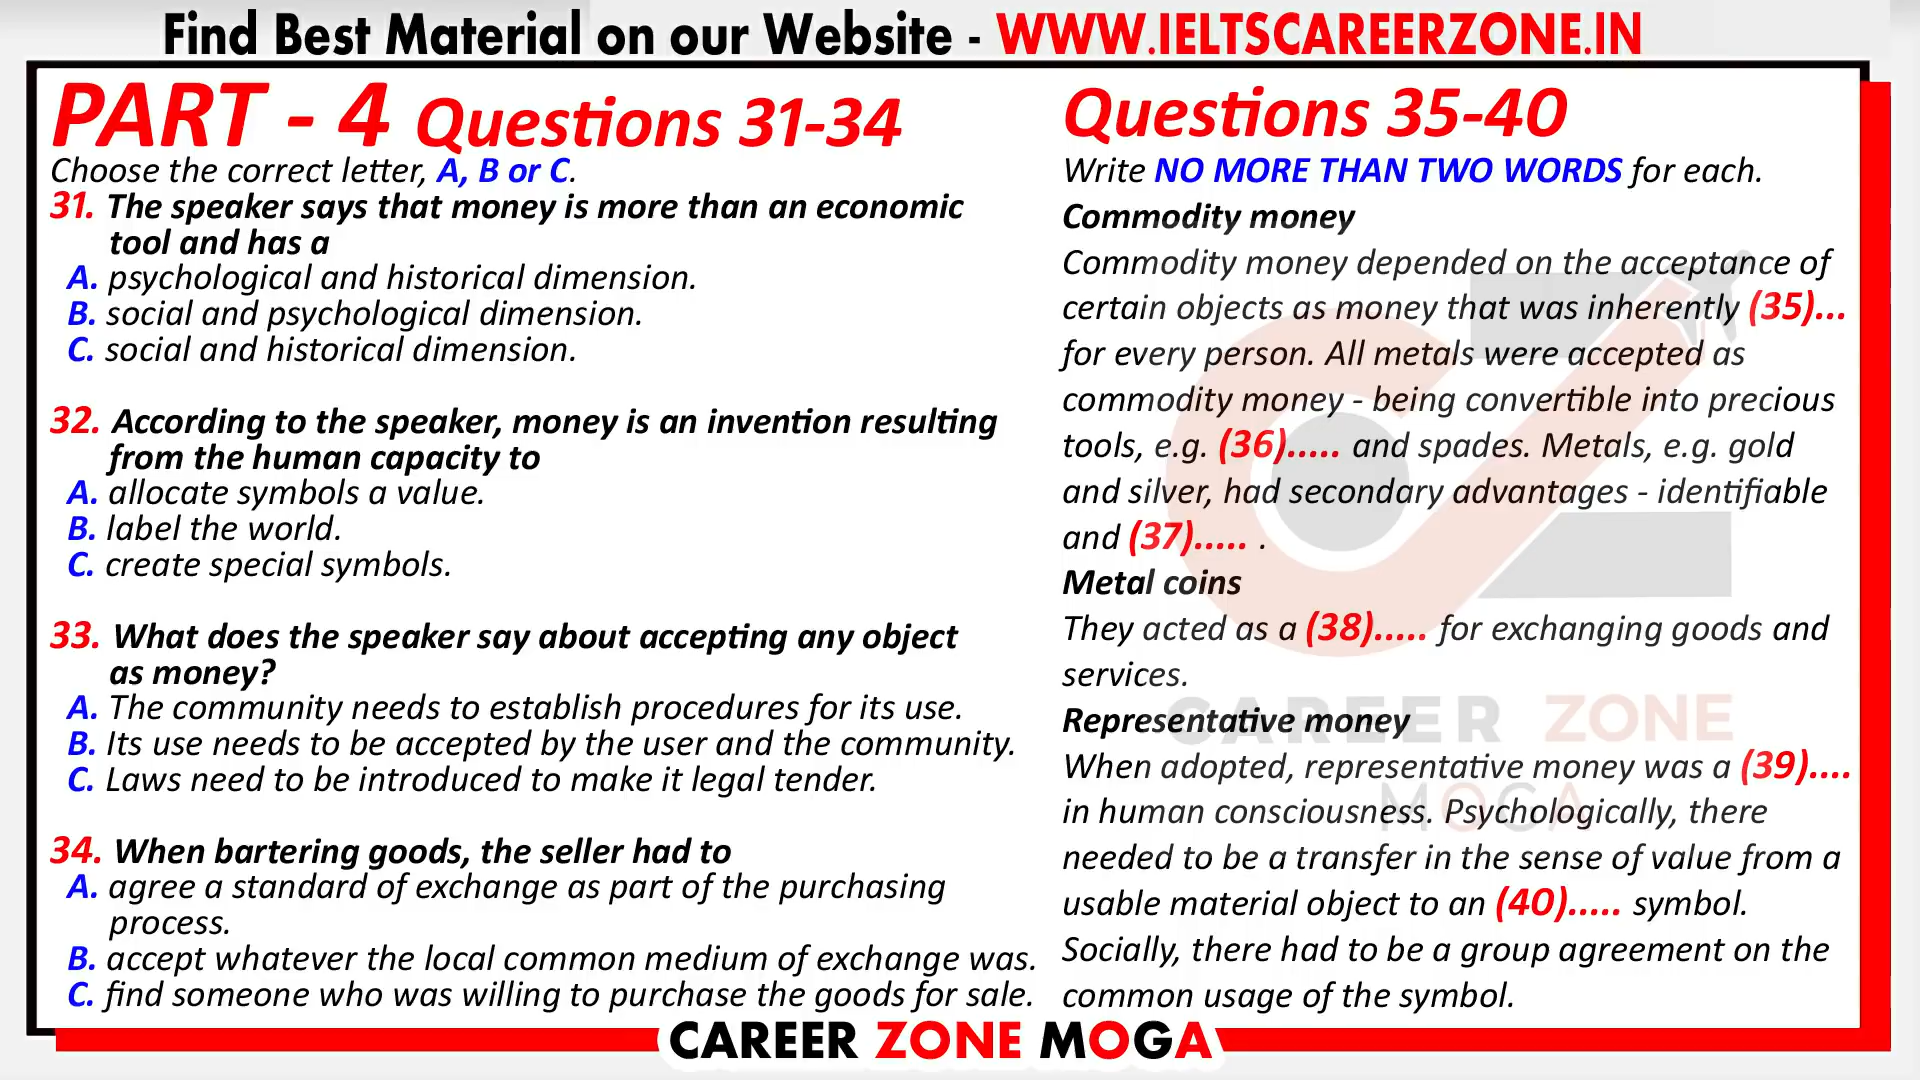 Find Best Material on our Website - WWW.IELTSCAREERZONE.IN
PART - 4 Questions 31-34
Choose the correct letter, A, B or C.
31. The speaker says that money is more than an economic
tool and has a
A. psychological and historical dimension.
B. social and psychological dimension.
C. social and historical dimension.
32. According to the speaker, money is an invention resulting
from the human capacity to
A. allocate symbols a value.
B. label the world.
C. create special symbols.
33. What does the speaker say about accepting any object
as money?
A. The community needs to establish procedures for its use.
B. Its use needs to be accepted by the user and the community.
C. Laws need to be introduced to make it legal tender.
34. When bartering goods, the seller had to
A. agree a standard of exchange as part of the purchasing
process.
B. accept whatever the local common medium of exchange was.
C. find someone who was willing to purchase the goods for sale.
Questions 35-40
Write NO MORE THAN TWO WORDS for each.
Commodity money
Commodity money depended on the acceptance of
certain objects as money that was inherently (35)...
for every person. All metals were accepted as
commodity money - being convertible into precious
tools, e.g. (36)..... and spades. Metals, e.g. gold
and silver, had secondary advantages - identifiable
and (37)..... .
Metal coins
They acted as a (38)..... for exchanging goods and
services.
Representative money
When adopted, representative money was a (39)....
in human consciousness. Psychologically, there
needed to be a transfer in the sense of value from a
usable material object to an (40)..... symbol.
Socially, there had to be a group agreement on the
common usage of the symbol.
CAREER ZONE
MOGA
CAREER ZONE MOGA